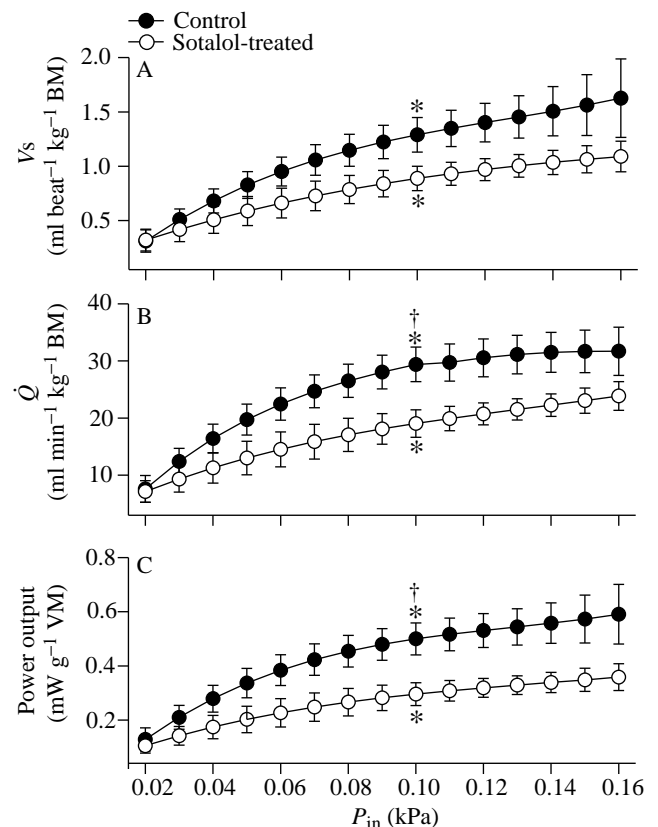 Control
Sotalol-treated
A
2.0
1.5
1.0
0.5
Vs
(ml beat⁻¹ kg⁻¹ BM)
*
*
B
40
30
20
10
Q̇
(ml min⁻¹ kg⁻¹ BM)
†
*
*
C
0.8
0.6
0.4
0.2
Power output
(mW g⁻¹ VM)
†
*
*
0.02 0.04 0.06 0.08 0.10 0.12 0.14 0.16
Pin (kPa)